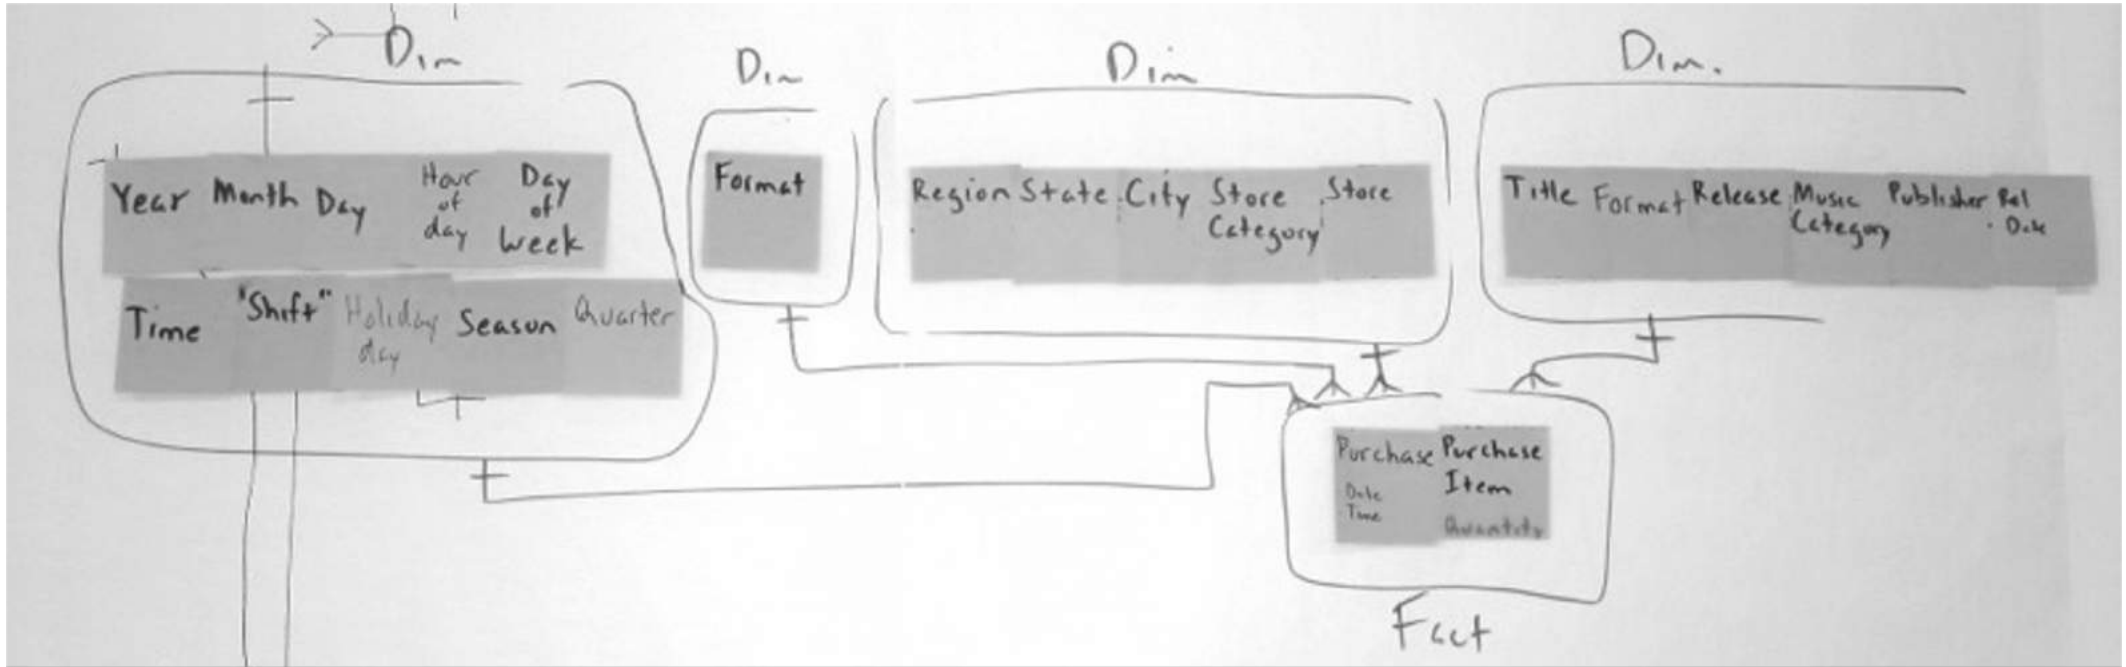 Dim
Dim
Dim
Dim.
Year Month Day Hour of day Day of Week
Time "Shift" Holiday day Season Quarter
Format
Region State City Store Category Store
Title Format Release Music Category Publisher Rel Date
Purchase Date Time
Purchase Item Quantity
Fact